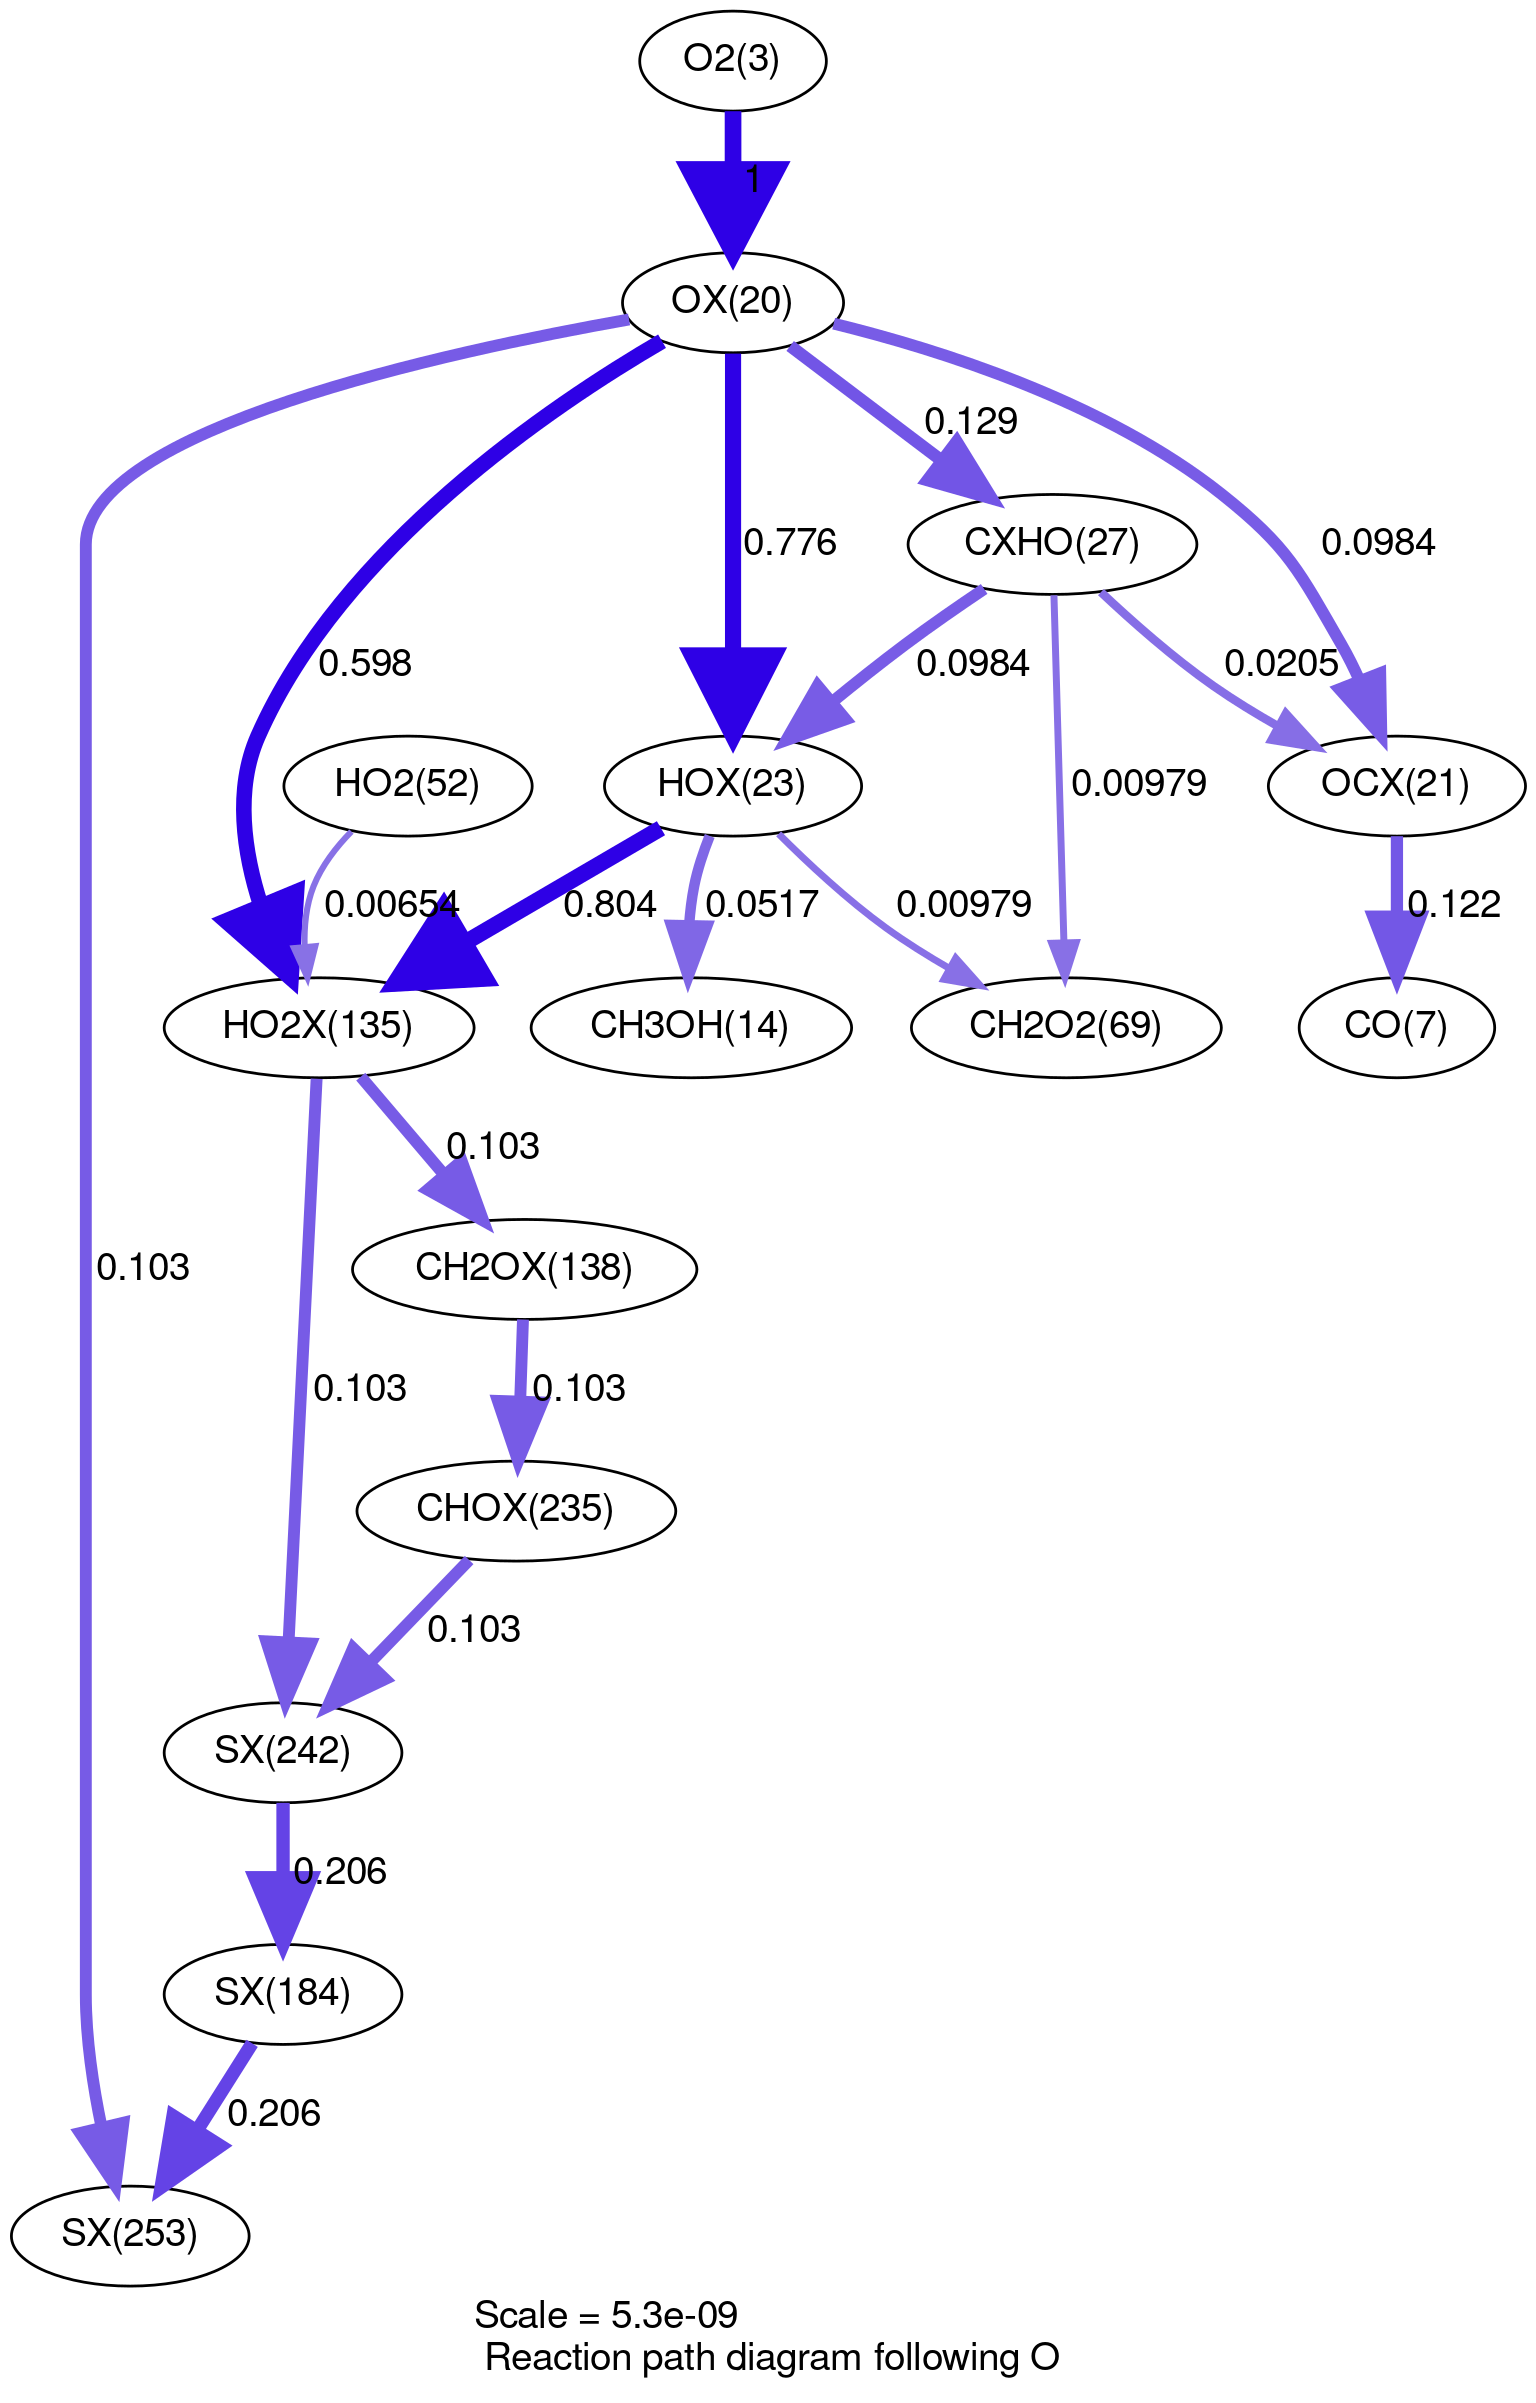 O2(3)
1
OX(20)
0.129
0.776
CXHO(27)
0.0984
0.598
0.0984
0.0205
HO2(52)
HOX(23)
0.00979
OCX(21)
0.00654
0.804
0.0517
0.00979
0.122
HO2X(135)
CH3OH(14)
CH2O2(69)
CO(7)
0.103
0.103
CH2OX(138)
0.103
0.103
CHOX(235)
0.103
SX(242)
0.206
SX(184)
0.206
SX(253)
Scale = 5.3e-09
Reaction path diagram following O